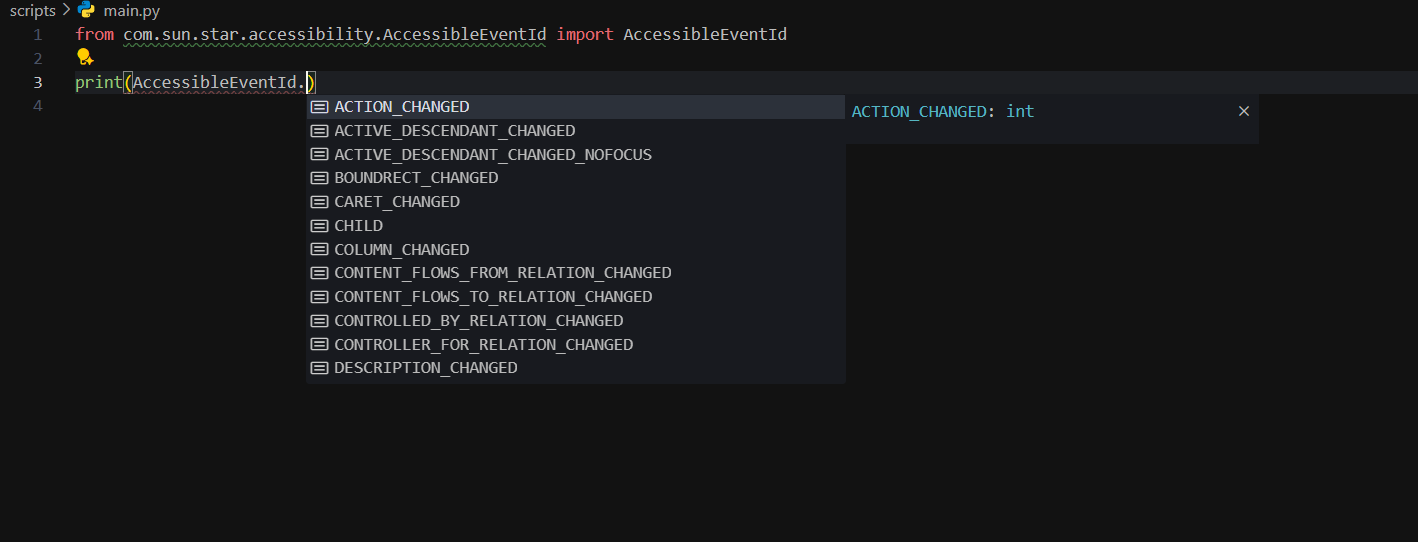 scripts > main.py
1 from com.sun.star.accessibility.AccessibleEventId import AccessibleEventId
2
3 print(AccessibleEventId.)
4
ACTION_CHANGED
ACTION_CHANGED: int
ACTIVE_DESCENDANT_CHANGED
ACTIVE_DESCENDANT_CHANGED_NOFOCUS
BOUNDRECT_CHANGED
CARET_CHANGED
CHILD
COLUMN_CHANGED
CONTENT_FLOWS_FROM_RELATION_CHANGED
CONTENT_FLOWS_TO_RELATION_CHANGED
CONTROLLED_BY_RELATION_CHANGED
CONTROLLER_FOR_RELATION_CHANGED
DESCRIPTION_CHANGED